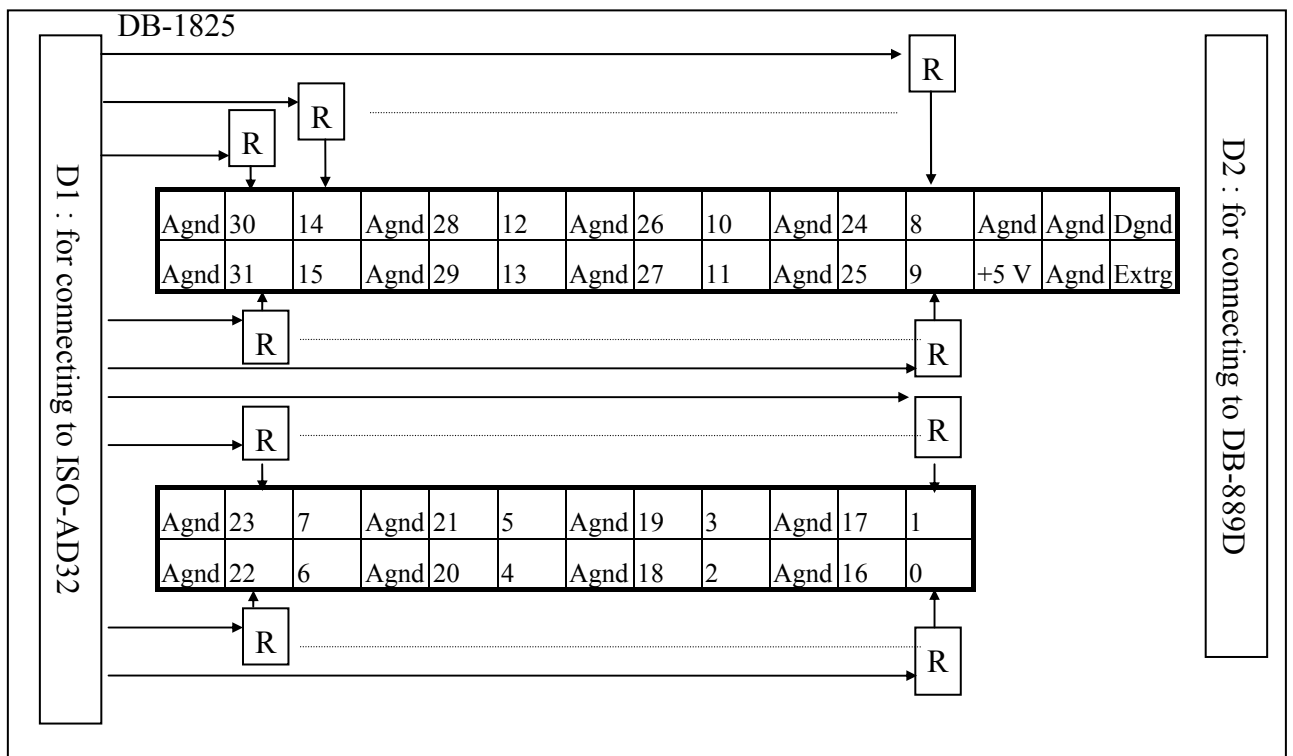 DB-1825
R
R
R
D1 : for connecting to ISO-AD32
D2 : for connecting to DB-889D
Agnd 30 14 Agnd 28 12 Agnd 26 10 Agnd 24 8 Agnd Agnd Dgnd
Agnd 31 15 Agnd 29 13 Agnd 27 11 Agnd 25 9 +5 V Agnd Extrg
R R
R R
Agnd 23 7 Agnd 21 5 Agnd 19 3 Agnd 17 1
Agnd 22 6 Agnd 20 4 Agnd 18 2 Agnd 16 0
R R